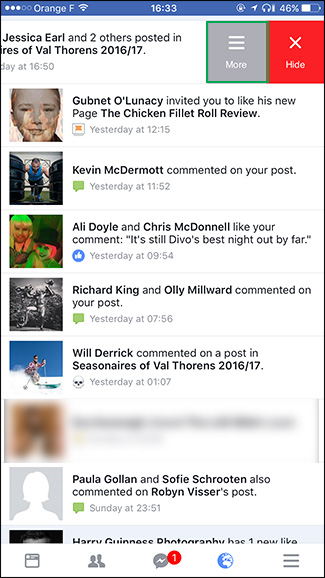 Orange F 16:33 46%
Jessica Earl and 2 others posted in
ires of Val Thorens 2016/17.
day at 16:50
More
Hide
Gubnet O'Lunacy invited you to like his new
Page The Chicken Fillet Roll Review.
Yesterday at 12:15
Kevin McDermott commented on your post.
Yesterday at 11:52
Ali Doyle and Chris McDonnell like your
comment: "It's still Divo's best night out by far."
Yesterday at 09:54
Richard King and Olly Millward commented on
your post.
Yesterday at 07:56
Will Derrick commented on a post in
Seasonaires of Val Thorens 2016/17.
Yesterday at 01:07
Paula Gollan and Sofie Schrooten also
commented on Robyn Visser's post.
Sunday at 23:51
Harry Guinness Photography has 1 new like
1